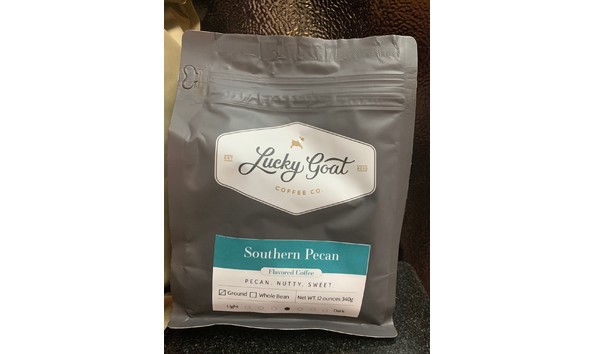 Lucky Goat
COFFEE CO.
Southern Pecan
Flavored Coffee
PECAN. NUTTY. SWEET.
Ground Whole Bean Net WT. 12 ounces 340g
Light Dark